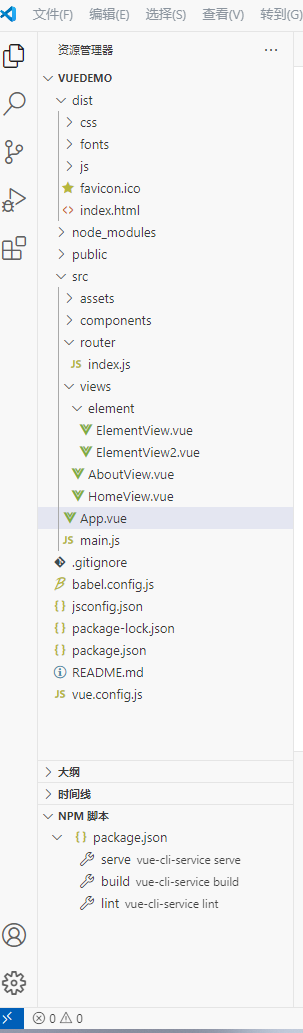 文件(F) 编辑(E) 选择(S) 查看(V) 转到(G)
资源管理器
VUEDEMO
dist
css
fonts
js
favicon.ico
index.html
node_modules
public
src
assets
components
router
JS index.js
views
element
ElementView.vue
ElementView2.vue
AboutView.vue
HomeView.vue
App.vue
JS main.js
.gitignore
babel.config.js
jsconfig.json
package-lock.json
package.json
README.md
JS vue.config.js
大纲
时间线
NPM 脚本
package.json
serve vue-cli-service serve
build vue-cli-service build
lint vue-cli-service lint
0 0